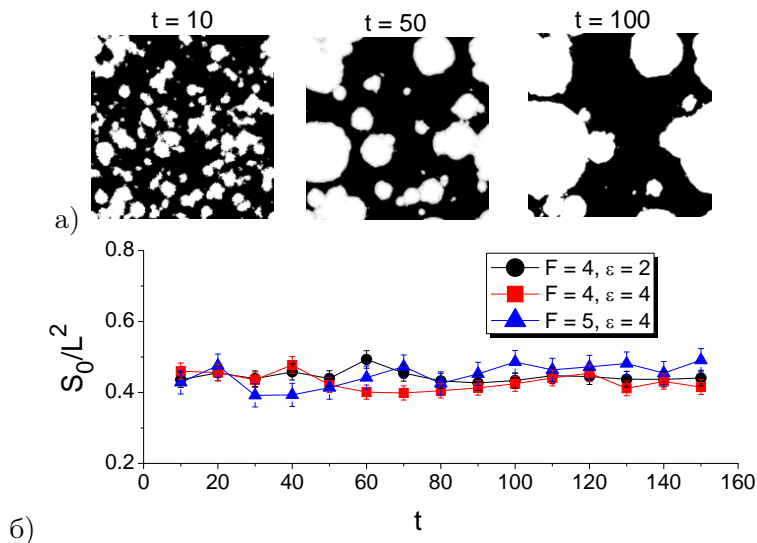 t = 10 t = 50 t = 100
а)
0.8
0.6
0.4
0.2
S₀/L²
F = 4, ε = 2
F = 4, ε = 4
F = 5, ε = 4
0 20 40 60 80 100 120 140 160
t
б)